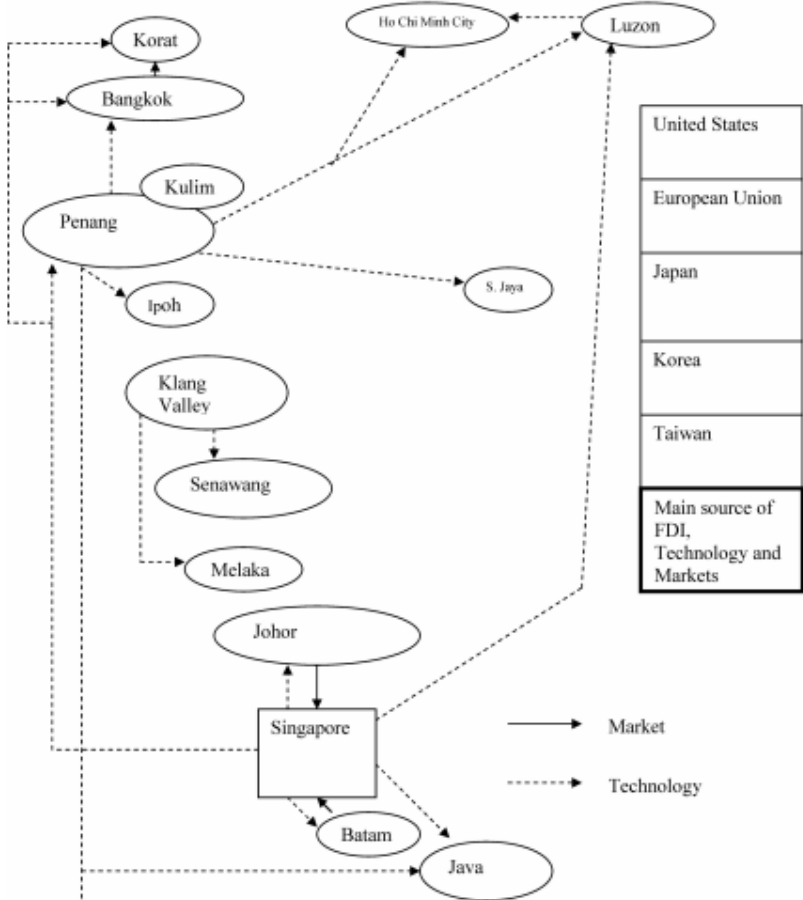 Ho Chi Minh City
Luzon
Korat
Bangkok
United States
Kulim
European Union
Penang
Japan
S. Jaya
Ipoh
Korea
Klang
Valley
Taiwan
Senawang
Main source of
FDI,
Technology and
Markets
Melaka
Johor
Singapore
Market
Technology
Batam
Java